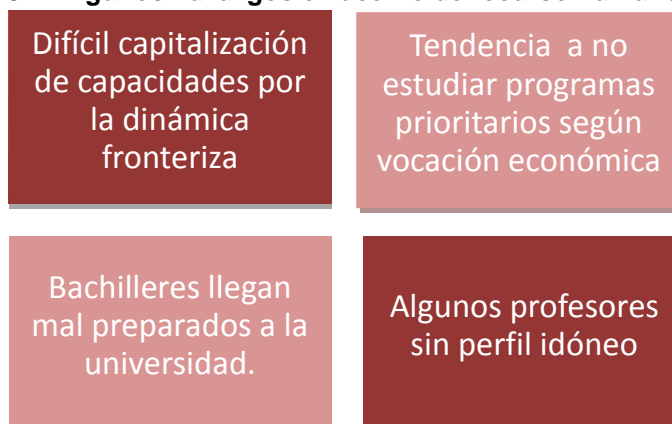 Difícil capitalización
de capacidades por
la dinámica
fronteriza
Tendencia a no
estudiar programas
prioritarios según
vocación económica
Bachilleres llegan
mal preparados a la
universidad.
Algunos profesores
sin perfil idóneo